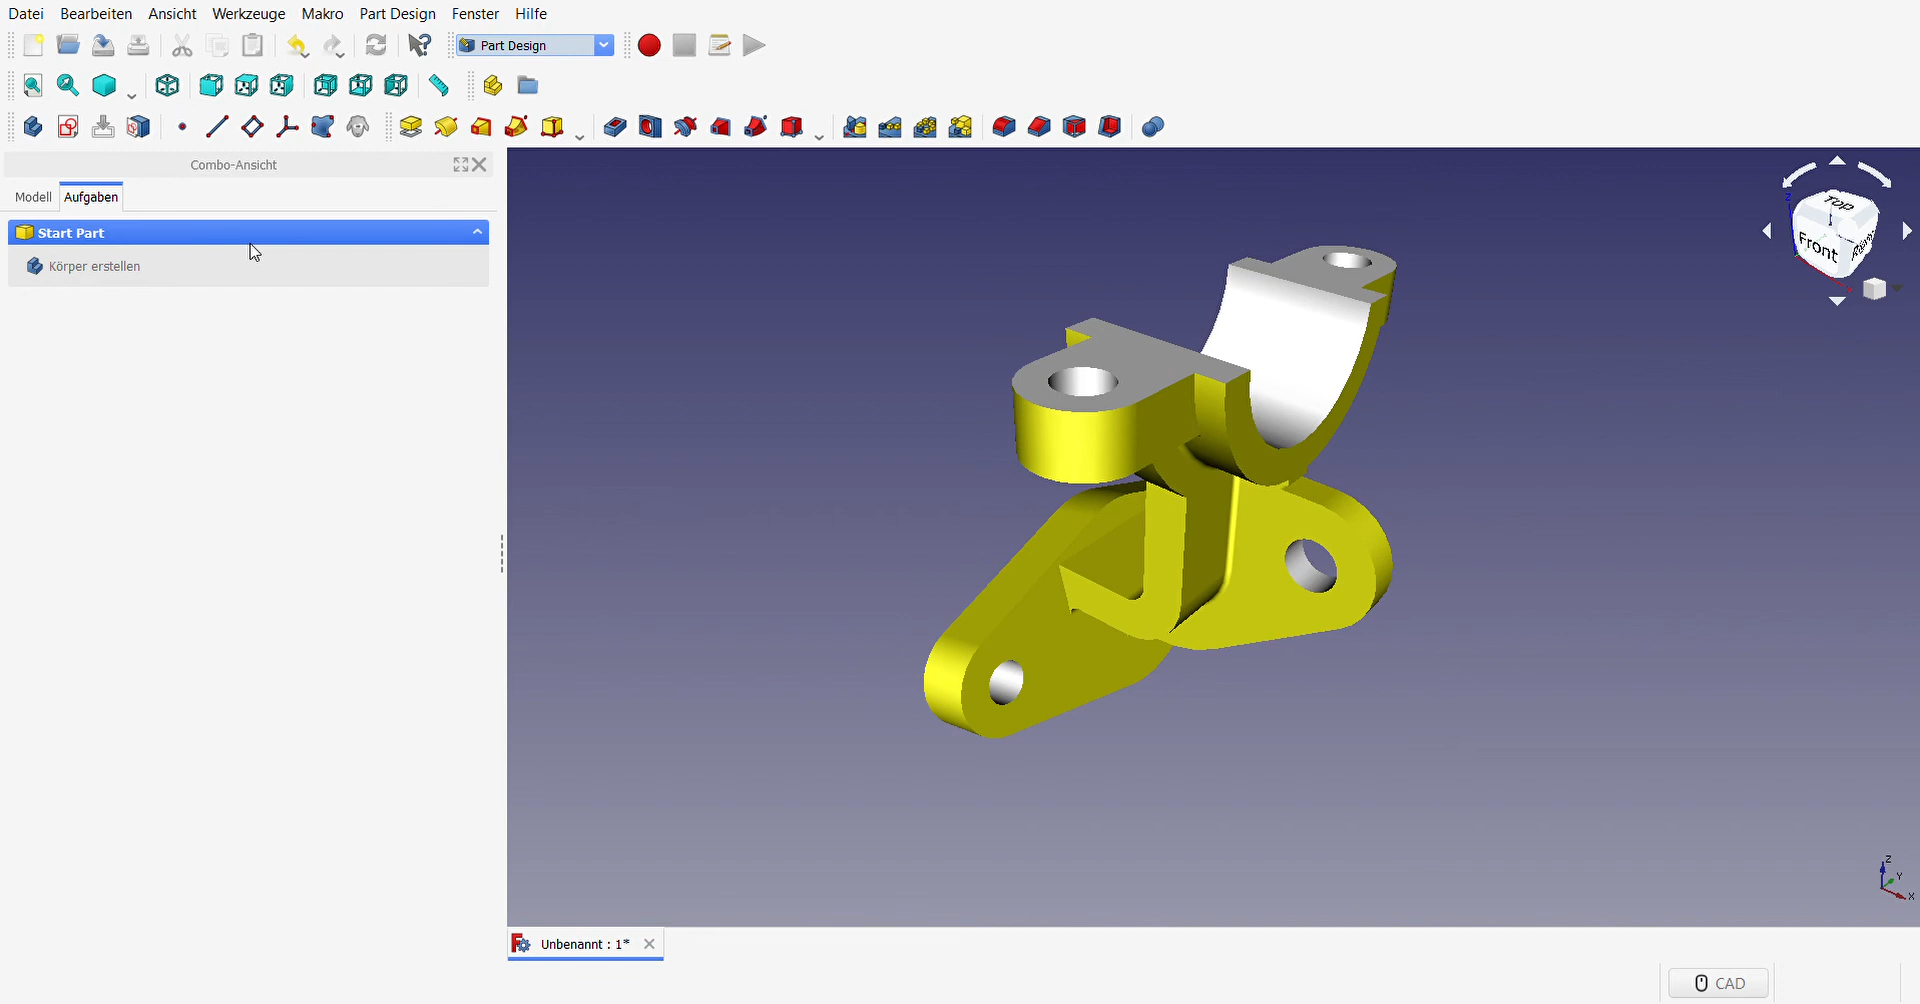 Datei Bearbeiten Ansicht Werkzeuge Makro Part Design Fenster Hilfe
Part Design
Combo-Ansicht
Modell Aufgaben
Start Part
Körper erstellen
Top
Front
Right
Z
Z
Y
X
Unbenannt : 1*
CAD